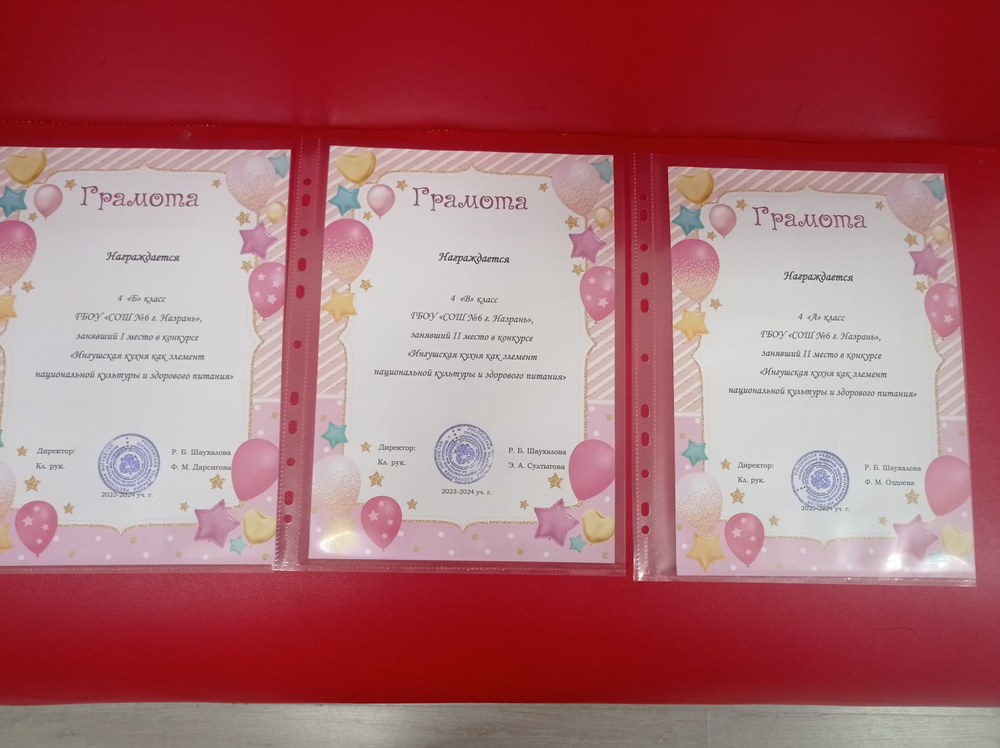 Грамота
Награждается
4 «Б» класс
ГБОУ «СОШ №6 г. Назрань»,
занявший I место в конкурсе
«Ингушская кухня как элемент
национальной культуры и здорового питания»
Директор: Р. Б. Шаухалова
Кл. рук. Ф. М. Дарсигова
2023-2024 уч. г.
Грамота
Награждается
4 «В» класс
ГБОУ «СОШ №6 г. Назрань»,
занявший II место в конкурсе
«Ингушская кухня как элемент
национальной культуры и здорового питания»
Директор: Р. Б. Шаухалова
Кл. рук. Э. А. Султыгова
2023-2024 уч. г.
Грамота
Награждается
4 «А» класс
ГБОУ «СОШ №6 г. Назрань»,
занявший II место в конкурсе
«Ингушская кухня как элемент
национальной культуры и здорового питания»
Директор: Р. Б. Шаухалова
Кл. рук. Ф. М. Оздоева
РОССИЙСКАЯ ФЕДЕРАЦИЯ РЕСПУБЛИКА ИНГУШЕТИЯ
2023-2024 уч. г.